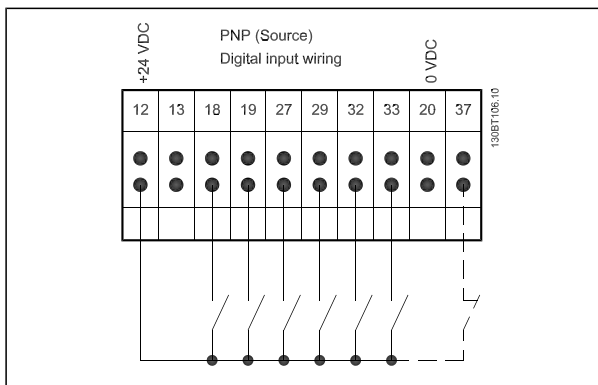 +24 VDC
PNP (Source)
Digital input wiring
0 VDC
12 13 18 19 27 29 32 33 20 37
130BT106.10